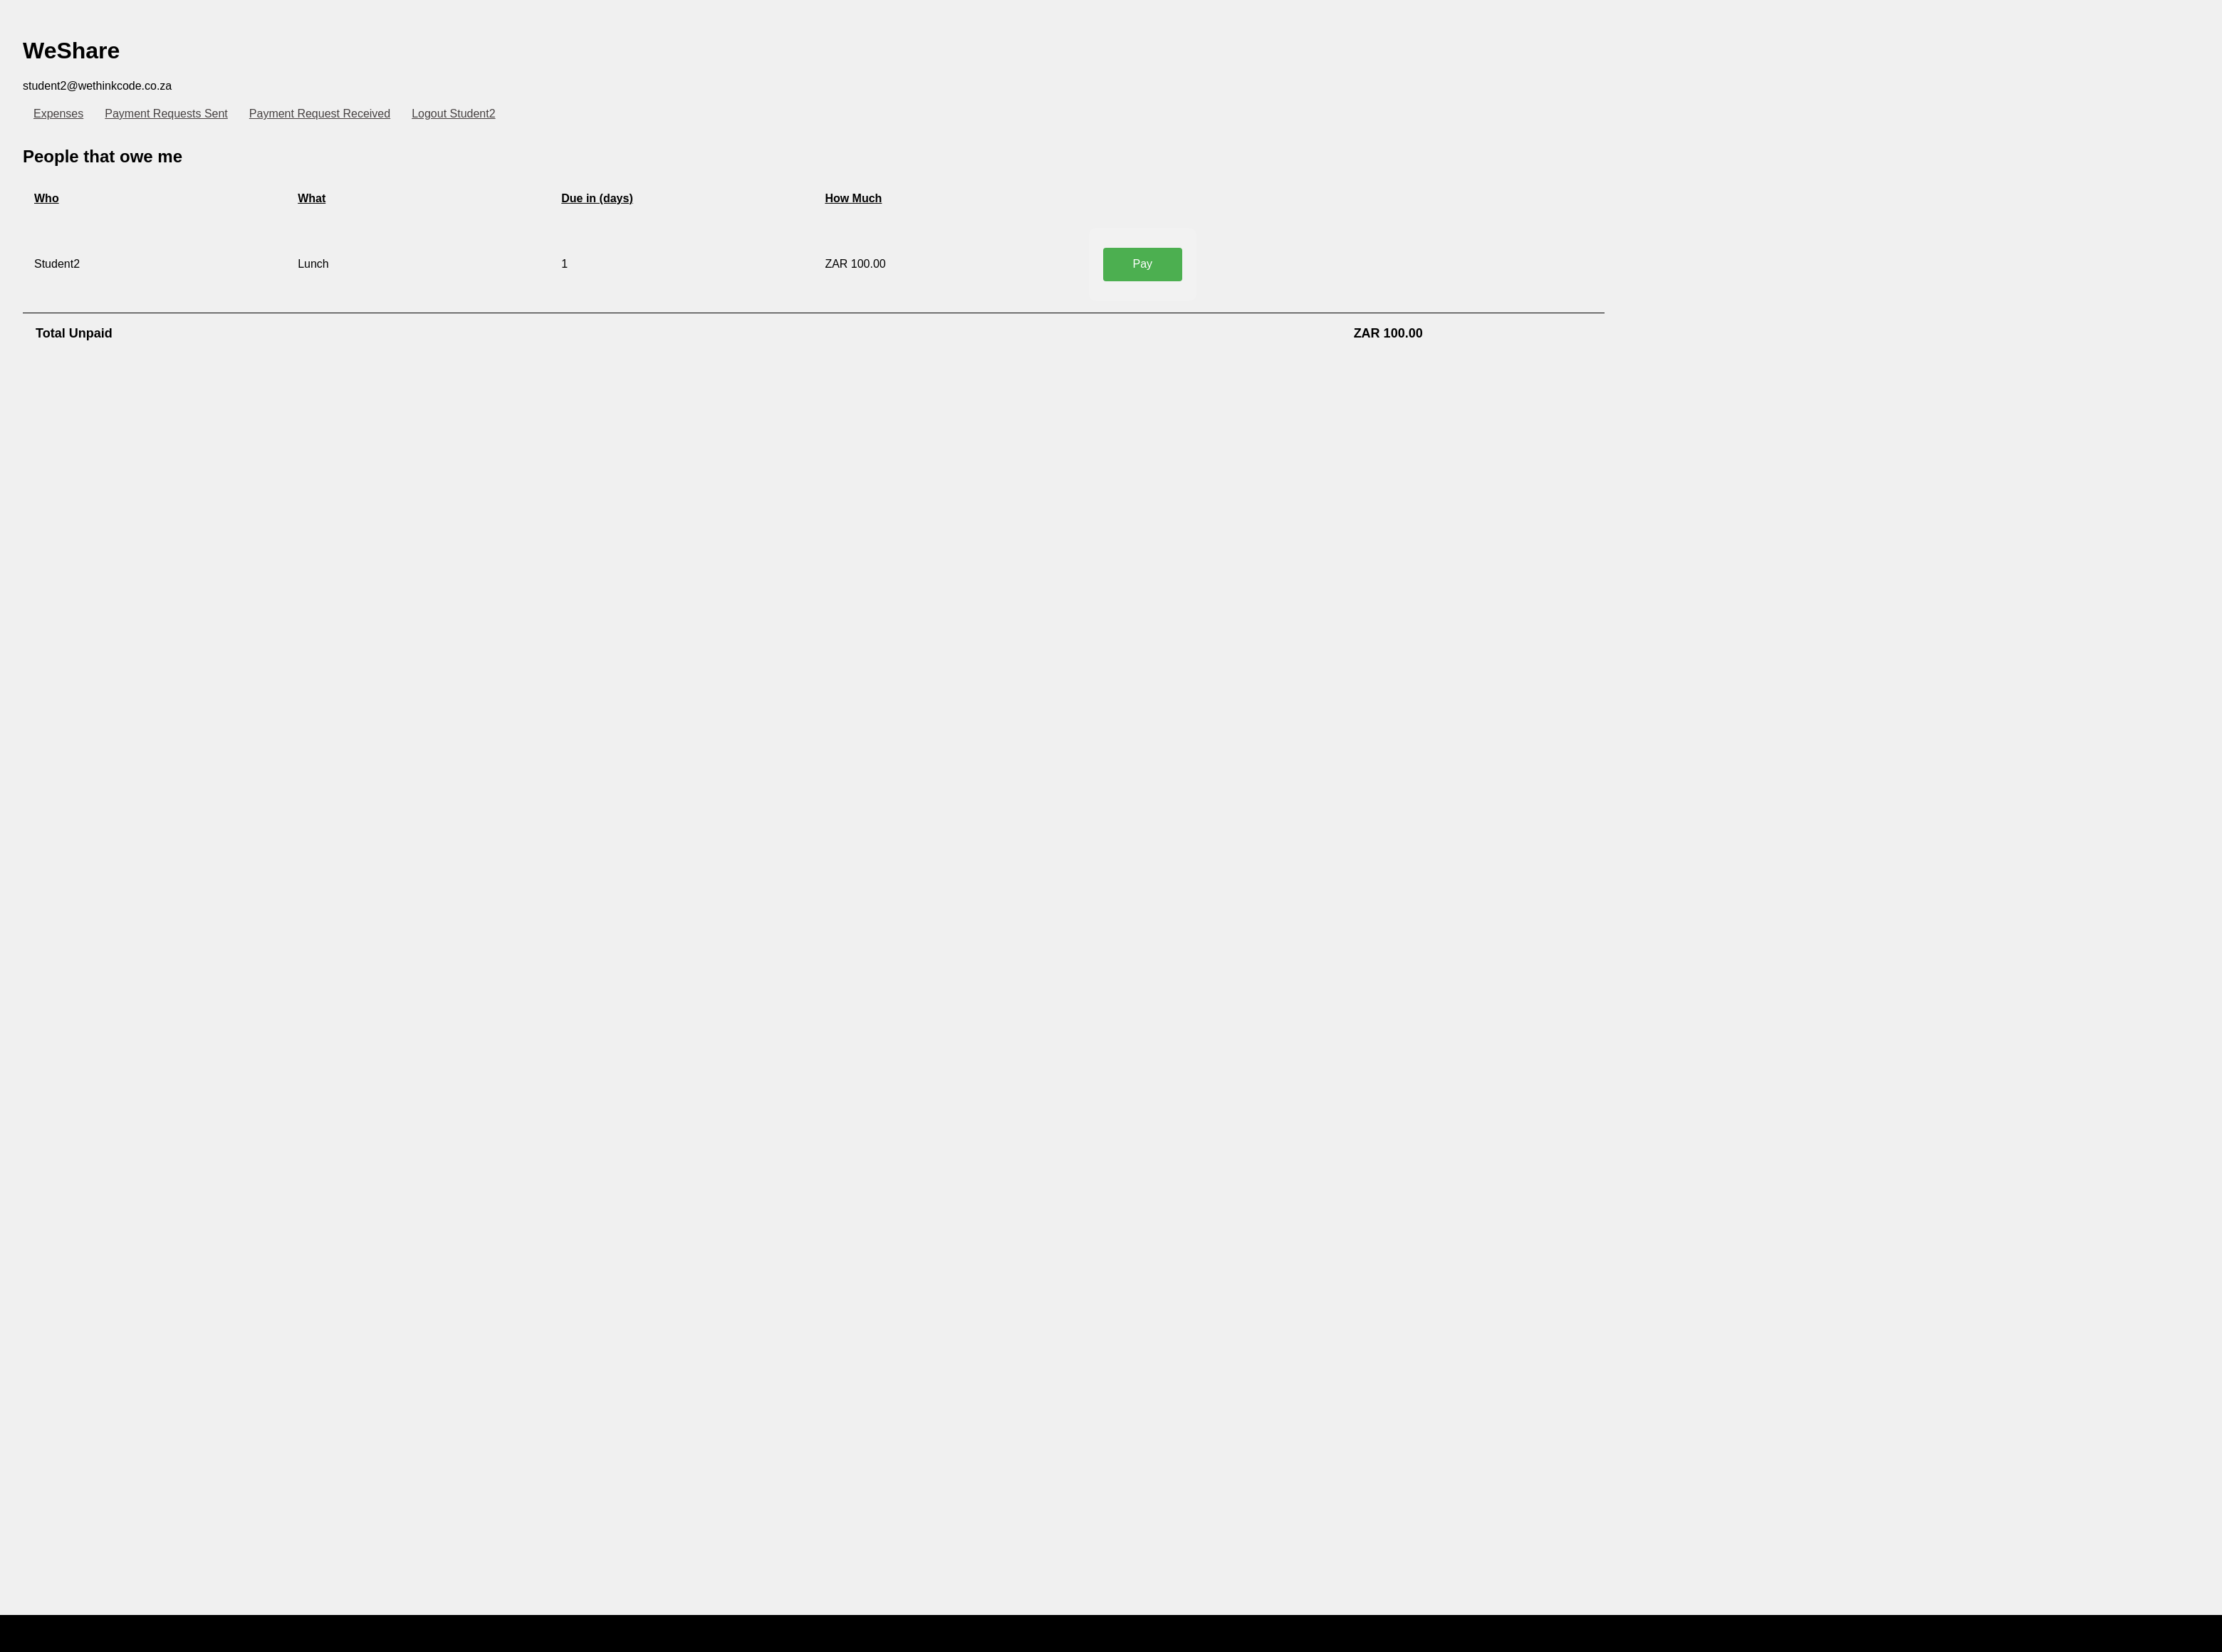 WeShare
student2@wethinkcode.co.za
Expenses Payment Requests Sent Payment Request Received Logout Student2
People that owe me
Who What Due in (days) How Much
Student2 Lunch 1 ZAR 100.00 Pay
Total Unpaid ZAR 100.00